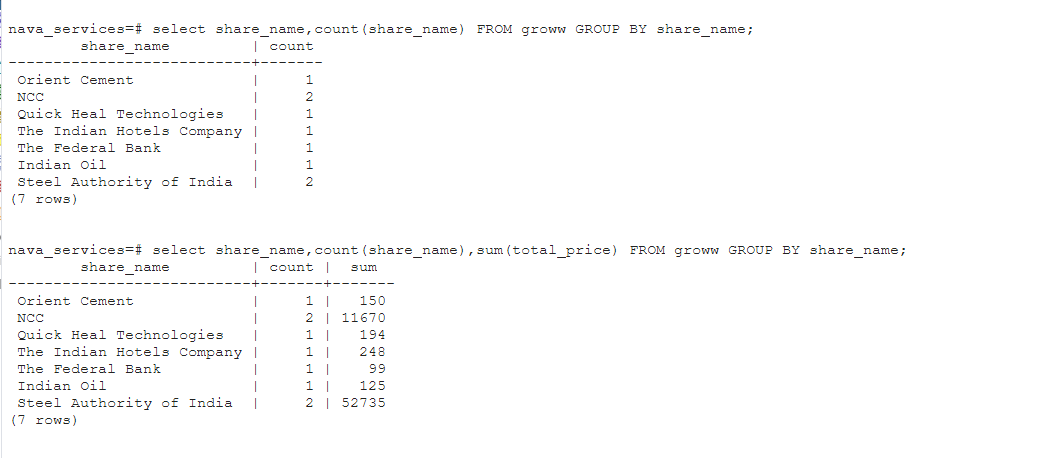 nava_services=# select share_name,count(share_name) FROM groww GROUP BY share_name;
         share_name         | count
----------------------------+-------
 Orient Cement              |     1
 NCC                        |     2
 Quick Heal Technologies    |     1
 The Indian Hotels Company  |     1
 The Federal Bank           |     1
 Indian Oil                 |     1
 Steel Authority of India   |     2
(7 rows)

nava_services=# select share_name,count(share_name),sum(total_price) FROM groww GROUP BY share_name;
         share_name         | count |  sum
----------------------------+-------+-------
 Orient Cement              |     1 |   150
 NCC                        |     2 | 11670
 Quick Heal Technologies    |     1 |   194
 The Indian Hotels Company  |     1 |   248
 The Federal Bank           |     1 |    99
 Indian Oil                 |     1 |   125
 Steel Authority of India   |     2 | 52735
(7 rows)